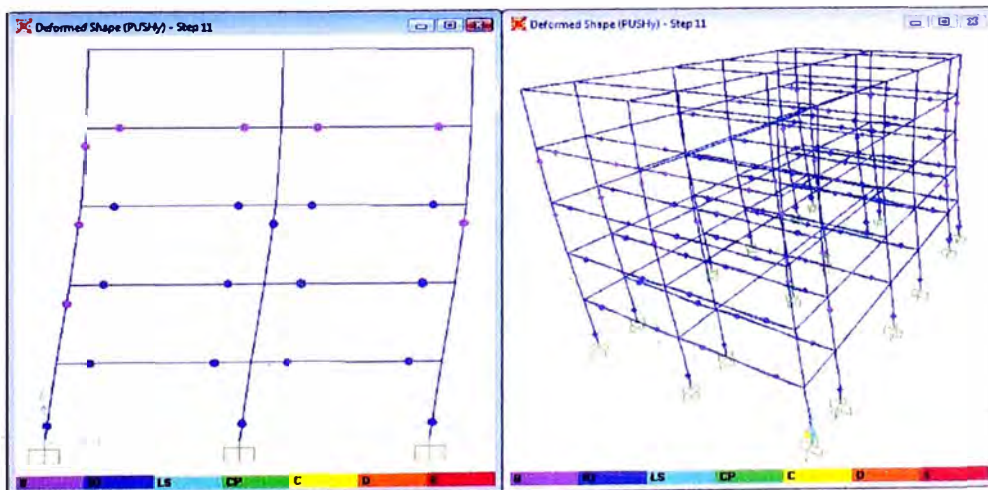 Deformed Shape (PUSHy) - Step 11
B IO LS CP C D E
Deformed Shape (PUSHy) - Step 11
B IO LS CP C D E